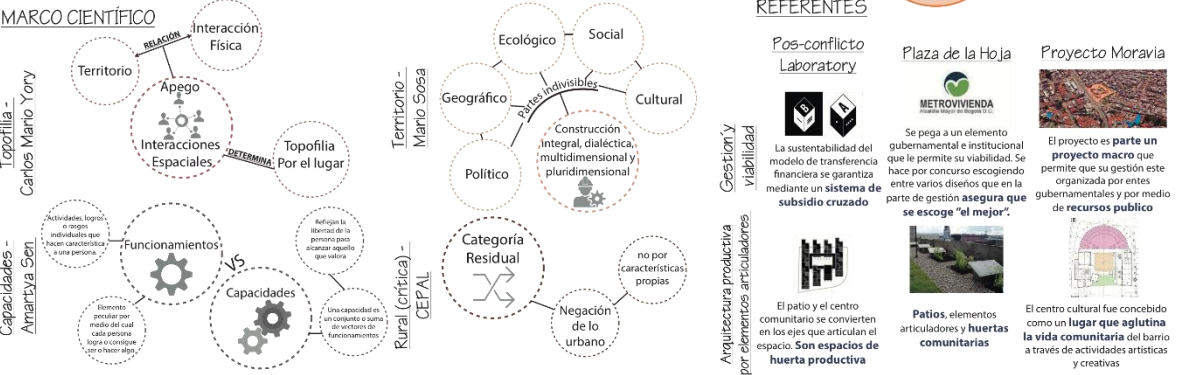 MARCO CIENTÍFICO
Topofilia -
Carlos Mario Yory
Territorio
RELACIÓN
Interacción
Física
Apego
Interacciones
Espaciales
DETERMINA
Topofilia
Por el lugar
Territorio -
Mario Sosa
Ecológico
Social
Geográfico
Cultural
Político
Partes indivisibles
Construcción
integral, dialéctica,
multidimensional y
pluridimensional
Capacidades -
Amartya Sen
Actividades, logros
o rasgos
individuales que
hacen característica
a una persona.
Funcionamientos
Elemento
peculiar por
medio del cual
cada persona
logra o consigue
ser o hacer algo.
VS
Capacidades
Reflejan la
libertad de la
persona para
alcanzar aquello
que valora
Una capacidad es
un conjunto o suma
de vectores de
funcionamientos
Rural (crítica) -
CEPAL
Categoría
Residual
Negación
de lo
urbano
no por
características
propias
REFERENTES
Pos-conflicto
Laboratory
Plaza de la Hoja
Proyecto Moravia
Gestión y
viabilidad
B A
La sustentabilidad del
modelo de transferencia
financiera se garantiza
mediante un sistema de
subsidio cruzado
METROVIVIENDA
Alcaldía Mayor de Bogotá D.C.
Se pega a un elemento
gubernamental e institucional
que le permite su viabilidad. Se
hace por concurso escogiendo
entre varios diseños que en la
parte de gestión asegura que
se escoge “el mejor”.
El proyecto es parte un
proyecto macro que
permite que su gestión este
organizada por entes
gubernamentales y por medio
de recursos publico
Arquitectura productiva
por elementos articuladores
El patio y el centro
comunitario se convierten
en los ejes que articulan el
espacio. Son espacios de
huerta productiva
Patios, elementos
articuladores y huertas
comunitarias
El centro cultural fue concebido
como un lugar que aglutina
la vida comunitaria del barrio
a través de actividades artísticas
y creativas